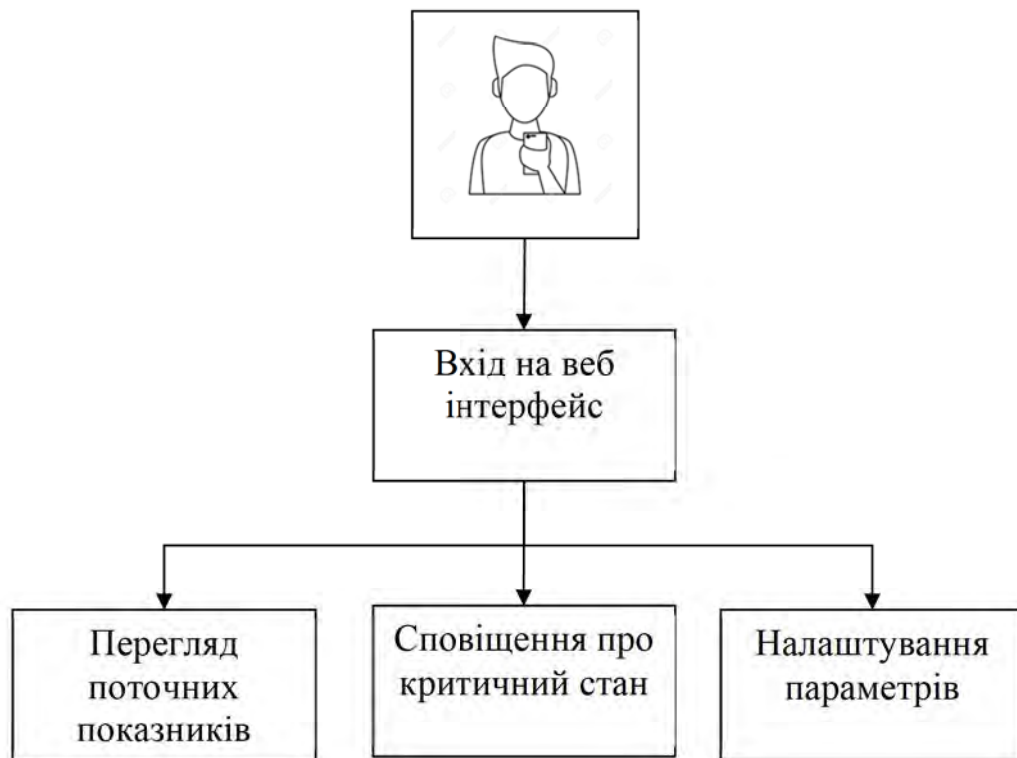 Вхід на веб
інтерфейс
Перегляд
поточних
показників
Сповіщення про
критичний стан
Налаштування
параметрів